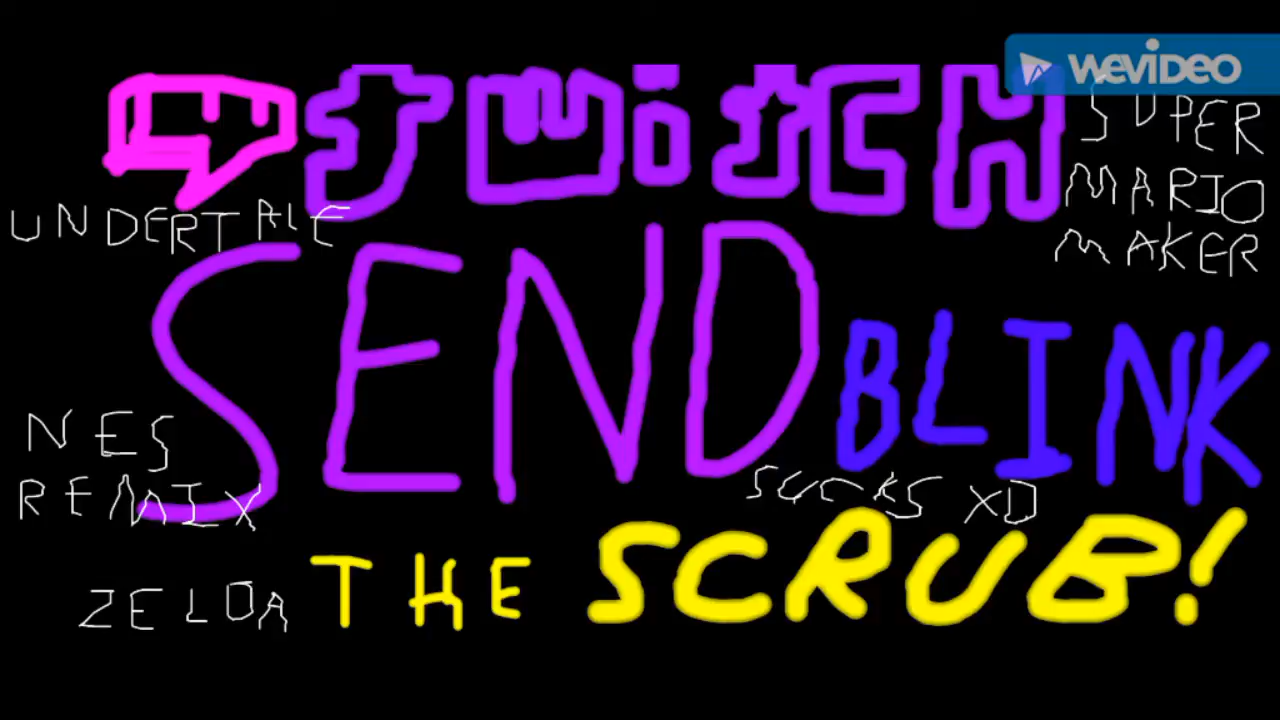 WEVIDEO
twitcH
SUPER
MARIO
MAKER
UNDERTALE
SEND BLINK
NES
REMIX
SUCKS XD
THE SCRUB!
ZELDA